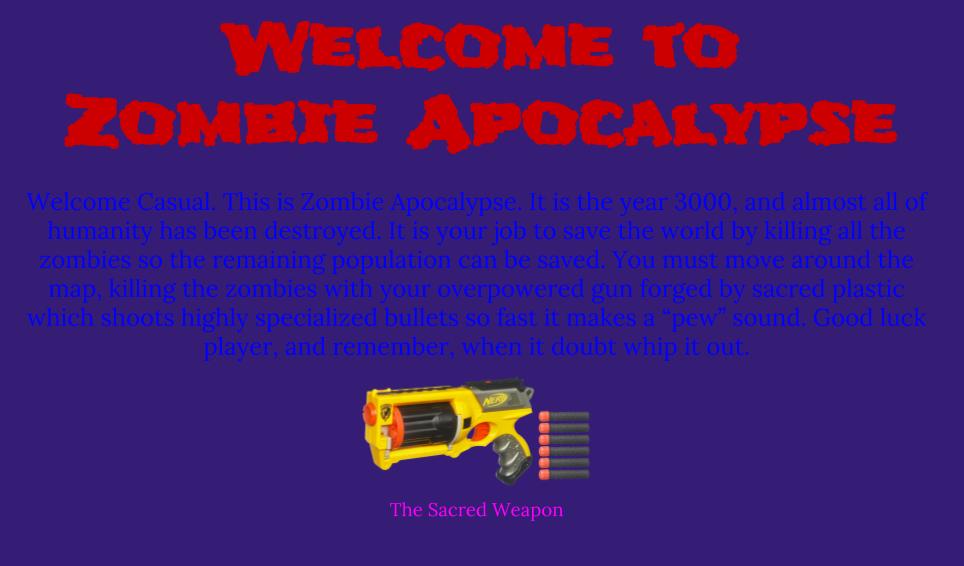 Welcome to
Zombie Apocalypse
Welcome Casual. This is Zombie Apocalypse. It is the year 3000, and almost all of
humanity has been destroyed. It is your job to save the world by killing all the
zombies so the remaining population can be saved. You must move around the
map, killing the zombies with your overpowered gun forged by sacred plastic
which shoots highly specialized bullets so fast it makes a “pew” sound. Good luck
player, and remember, when it doubt whip it out.
NERF
The Sacred Weapon